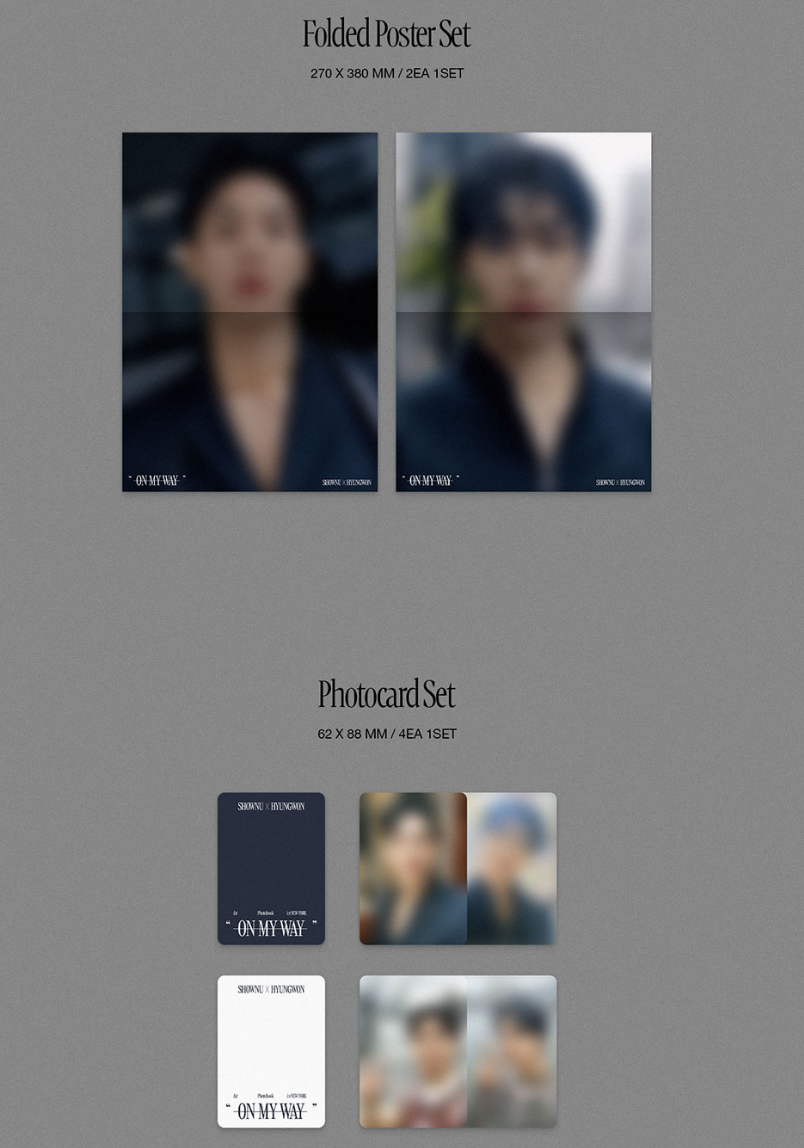 Folded Poster Set
270 X 380 MM / 2EA 1SET
" ON MY WAY "
SHOWNU X HYUNGWON
" ON MY WAY "
SHOWNU X HYUNGWON
Photocard Set
62 X 88 MM / 4EA 1SET
SHOWNU X HYUNGWON
Photobook
in NEW YORK
“ ON MY WAY ”
SHOWNU X HYUNGWON
Photobook
in NEW YORK
“ ON MY WAY ”